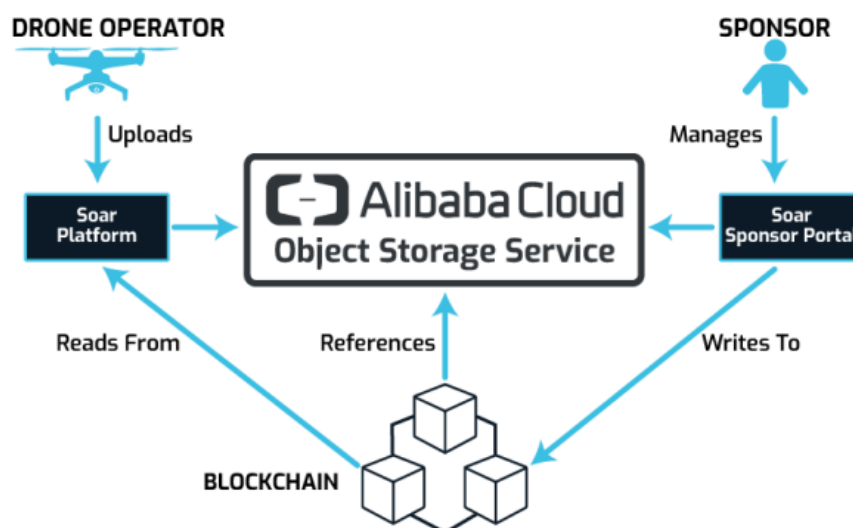 DRONE OPERATOR
SPONSOR
Uploads
Manages
Alibaba Cloud
Object Storage Service
Soar
Platform
Soar
Sponsor Portal
Reads From
References
Writes To
BLOCKCHAIN